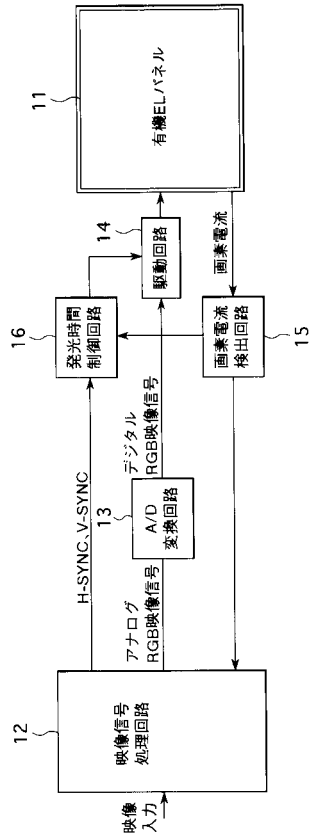 映像
入力
12
映像信号
処理回路
H-SYNC、V-SYNC
アナログ
RGB映像信号
13
A/D
変換回路
デジタル
RGB映像信号
16
発光時間
制御回路
14
駆動回路
15
画素電流
検出回路
画素電流
11
有機ELパネル